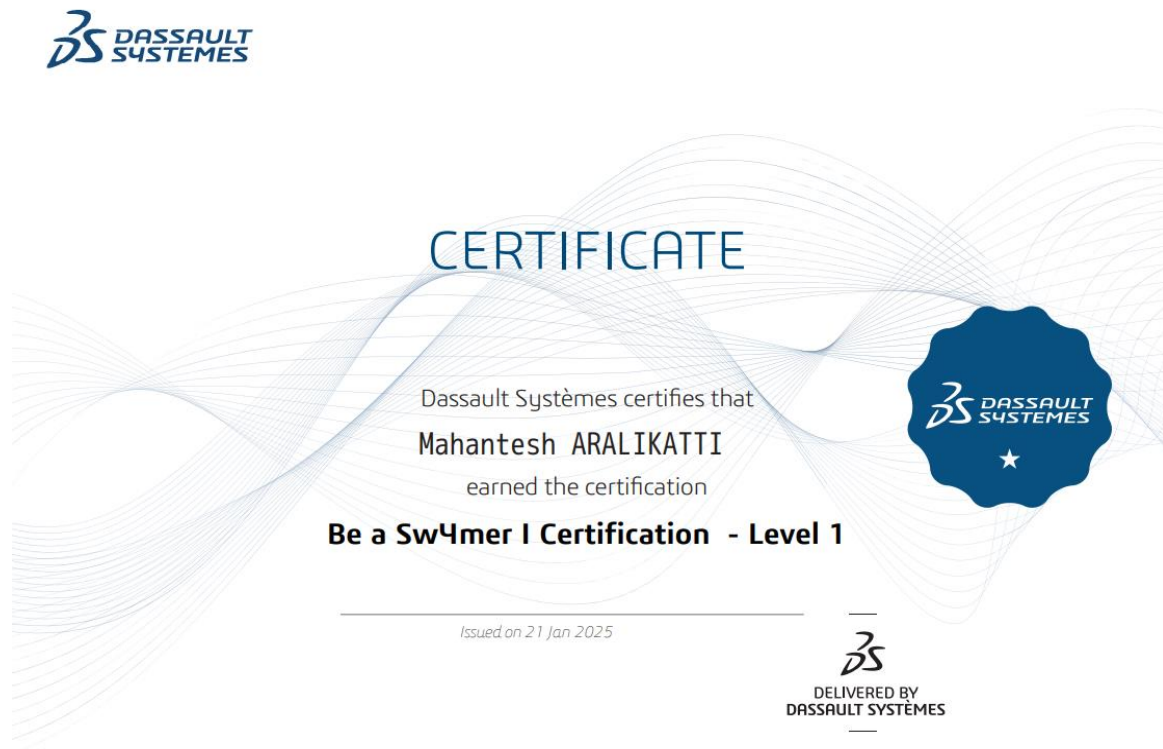 DASSAULT
SYSTEMES
CERTIFICATE
Dassault Systèmes certifies that
Mahantesh ARALIKATTI
earned the certification
Be a Sw4mer I Certification - Level 1
DASSAULT
SYSTEMES
Issued on 21 Jan 2025
DELIVERED BY
DASSAULT SYSTÈMES